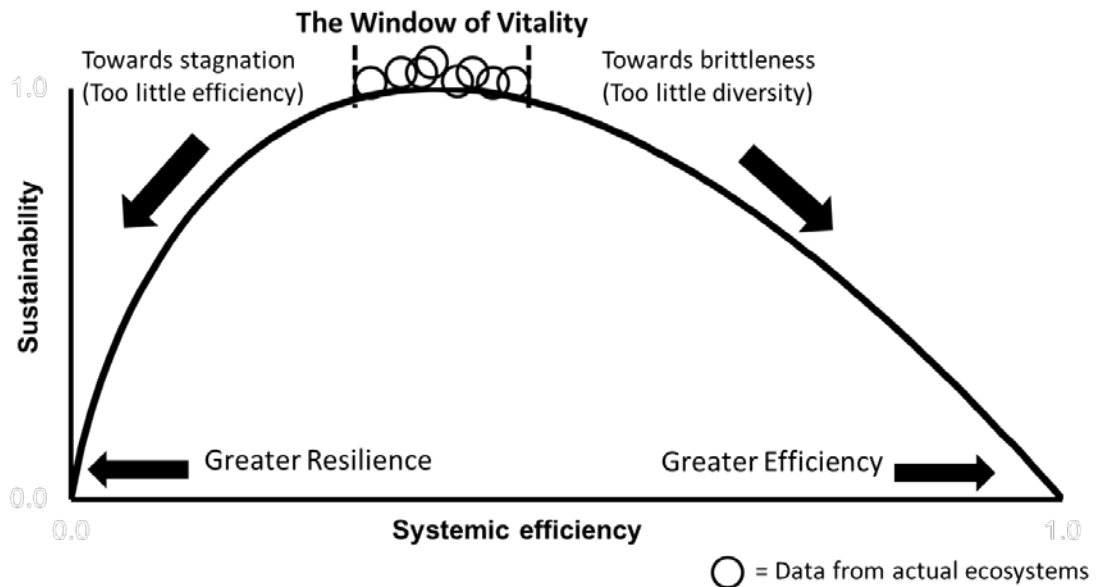 The Window of Vitality
Towards stagnation
(Too little efficiency)
Towards brittleness
(Too little diversity)
1.0
Sustainability
Greater Resilience
Greater Efficiency
0.0
0.0
Systemic efficiency
1.0
= Data from actual ecosystems